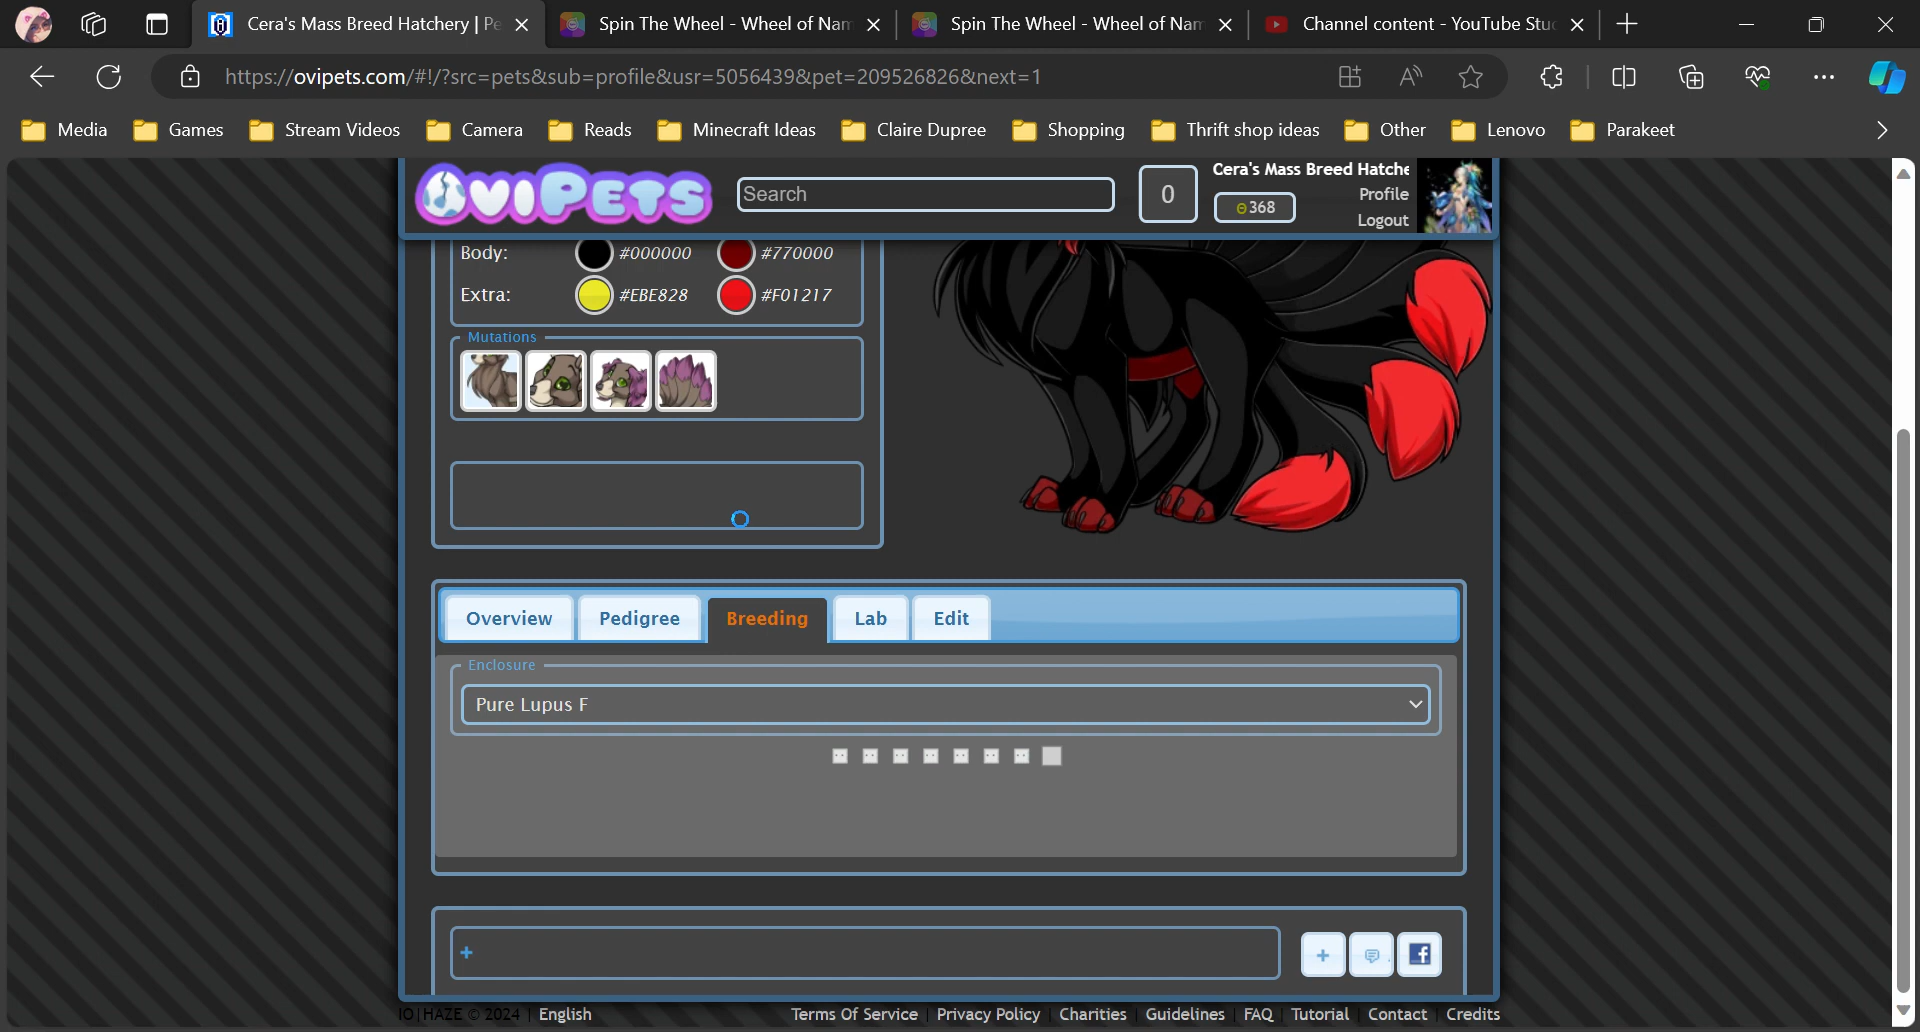 Cera's Mass Breed Hatchery | Pe
Spin The Wheel - Wheel of Nam
Spin The Wheel - Wheel of Nam
Channel content - YouTube Stud
https://ovipets.com/#!/?src=pets&sub=profile&usr=5056439&pet=209526826&next=1
Media Games Stream Videos Camera Reads Minecraft Ideas Claire Dupree Shopping Thrift shop ideas Other Lenovo Parakeet
OviPets
Search
0
Cera's Mass Breed Hatche
368
Profile
Logout
Body: #000000 #770000
Extra: #EBE828 #F01217
Mutations
Overview Pedigree Breeding Lab Edit
Enclosure
Pure Lupus F
IO|HAZE © 2024 English Terms Of Service Privacy Policy Charities Guidelines FAQ Tutorial Contact Credits